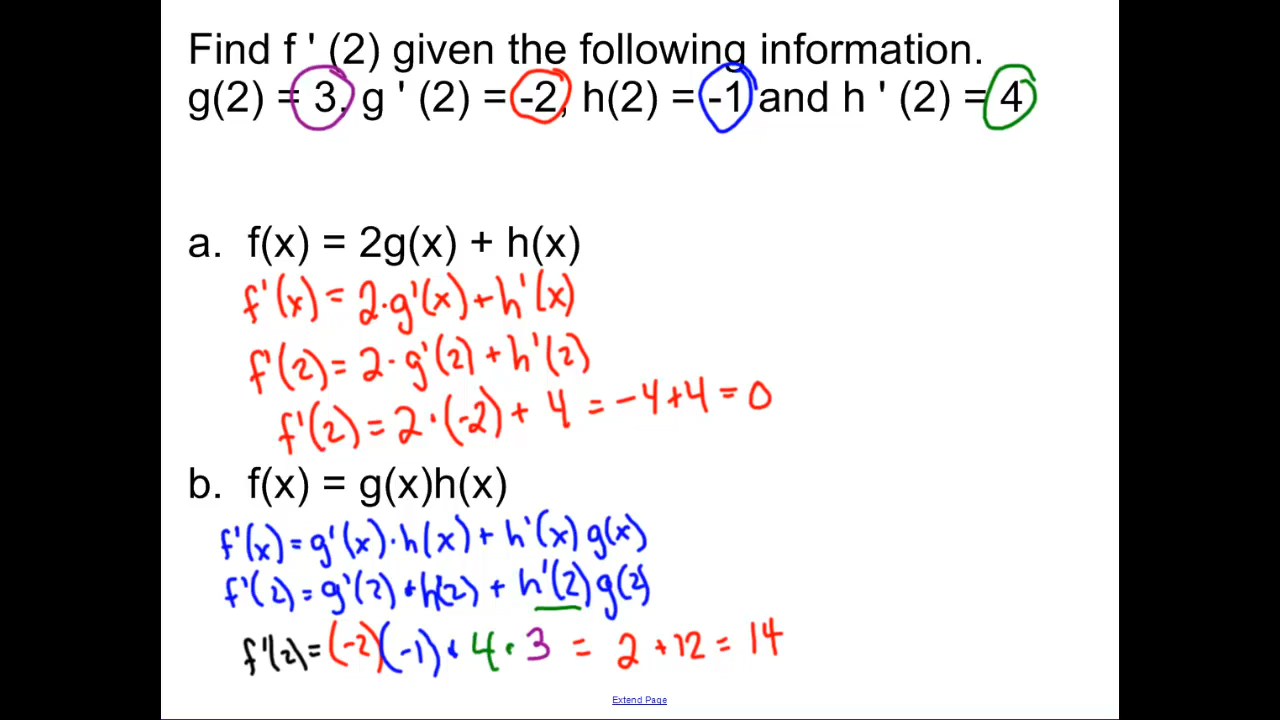 Find f ' (2) given the following information.
g(2) = 3, g ' (2) = -2, h(2) = -1 and h ' (2) = 4
a. f(x) = 2g(x) + h(x)
f'(x) = 2·g'(x) + h'(x)
f'(2) = 2· g'(2) + h'(2)
f'(2) = 2 · (-2) + 4 = -4+4 = 0
b. f(x) = g(x)h(x)
f'(x) = g'(x)·h(x) + h'(x) g(x)
f'(2) = g'(2) · h(2) + h'(2) g(2)
f'(2) = (-2)(-1) + 4 · 3 = 2 +12 = 14
Extend Page